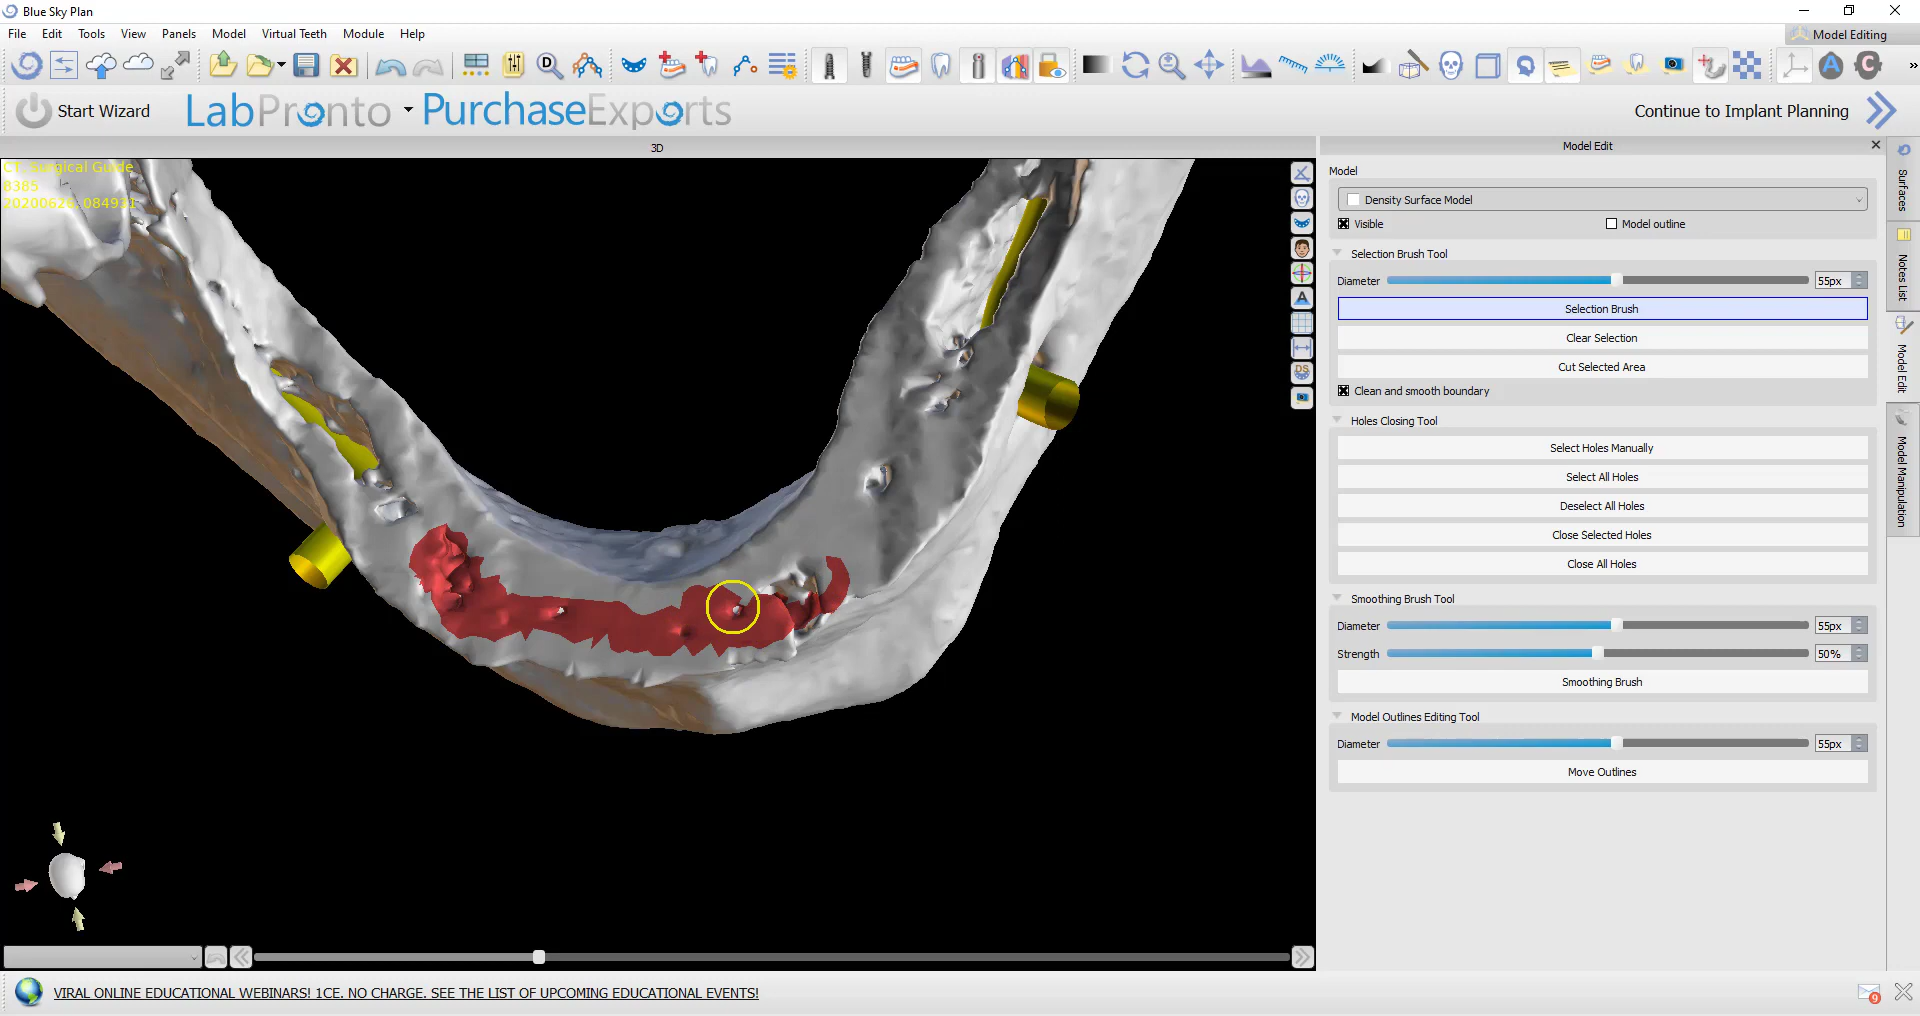 Blue Sky Plan
File Edit Tools View Panels Model Virtual Teeth Module Help
Model Editing
Start Wizard
LabPronto
PurchaseExports
Continue to Implant Planning
3D
CT: Surgical Guide
8385
20200626_084931
DS
Model Edit
Model
Density Surface Model
Visible
Model outline
Selection Brush Tool
Diameter 55px
Selection Brush
Clear Selection
Cut Selected Area
Clean and smooth boundary
Holes Closing Tool
Select Holes Manually
Select All Holes
Deselect All Holes
Close Selected Holes
Close All Holes
Smoothing Brush Tool
Diameter 55px
Strength 50%
Smoothing Brush
Model Outlines Editing Tool
Diameter 55px
Move Outlines
Surfaces
Notes List
Model Edit
Model Manipulation
VIRAL ONLINE EDUCATIONAL WEBINARS! 1CE. NO CHARGE. SEE THE LIST OF UPCOMING EDUCATIONAL EVENTS!
9